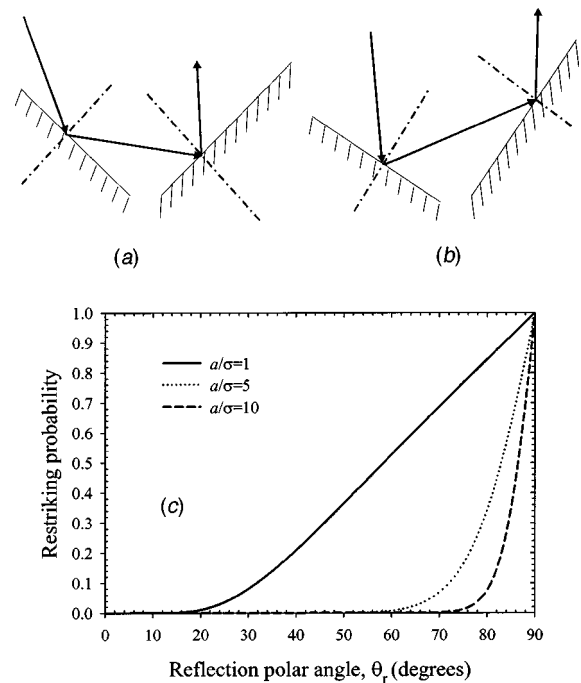 (a)
(b)
1.0
0.9
0.8
0.7
0.6
0.5
0.4
0.3
0.2
0.1
0.0
Restriking probability
a/σ=1
a/σ=5
a/σ=10
(c)
0 10 20 30 40 50 60 70 80 90
Reflection polar angle, θr (degrees)